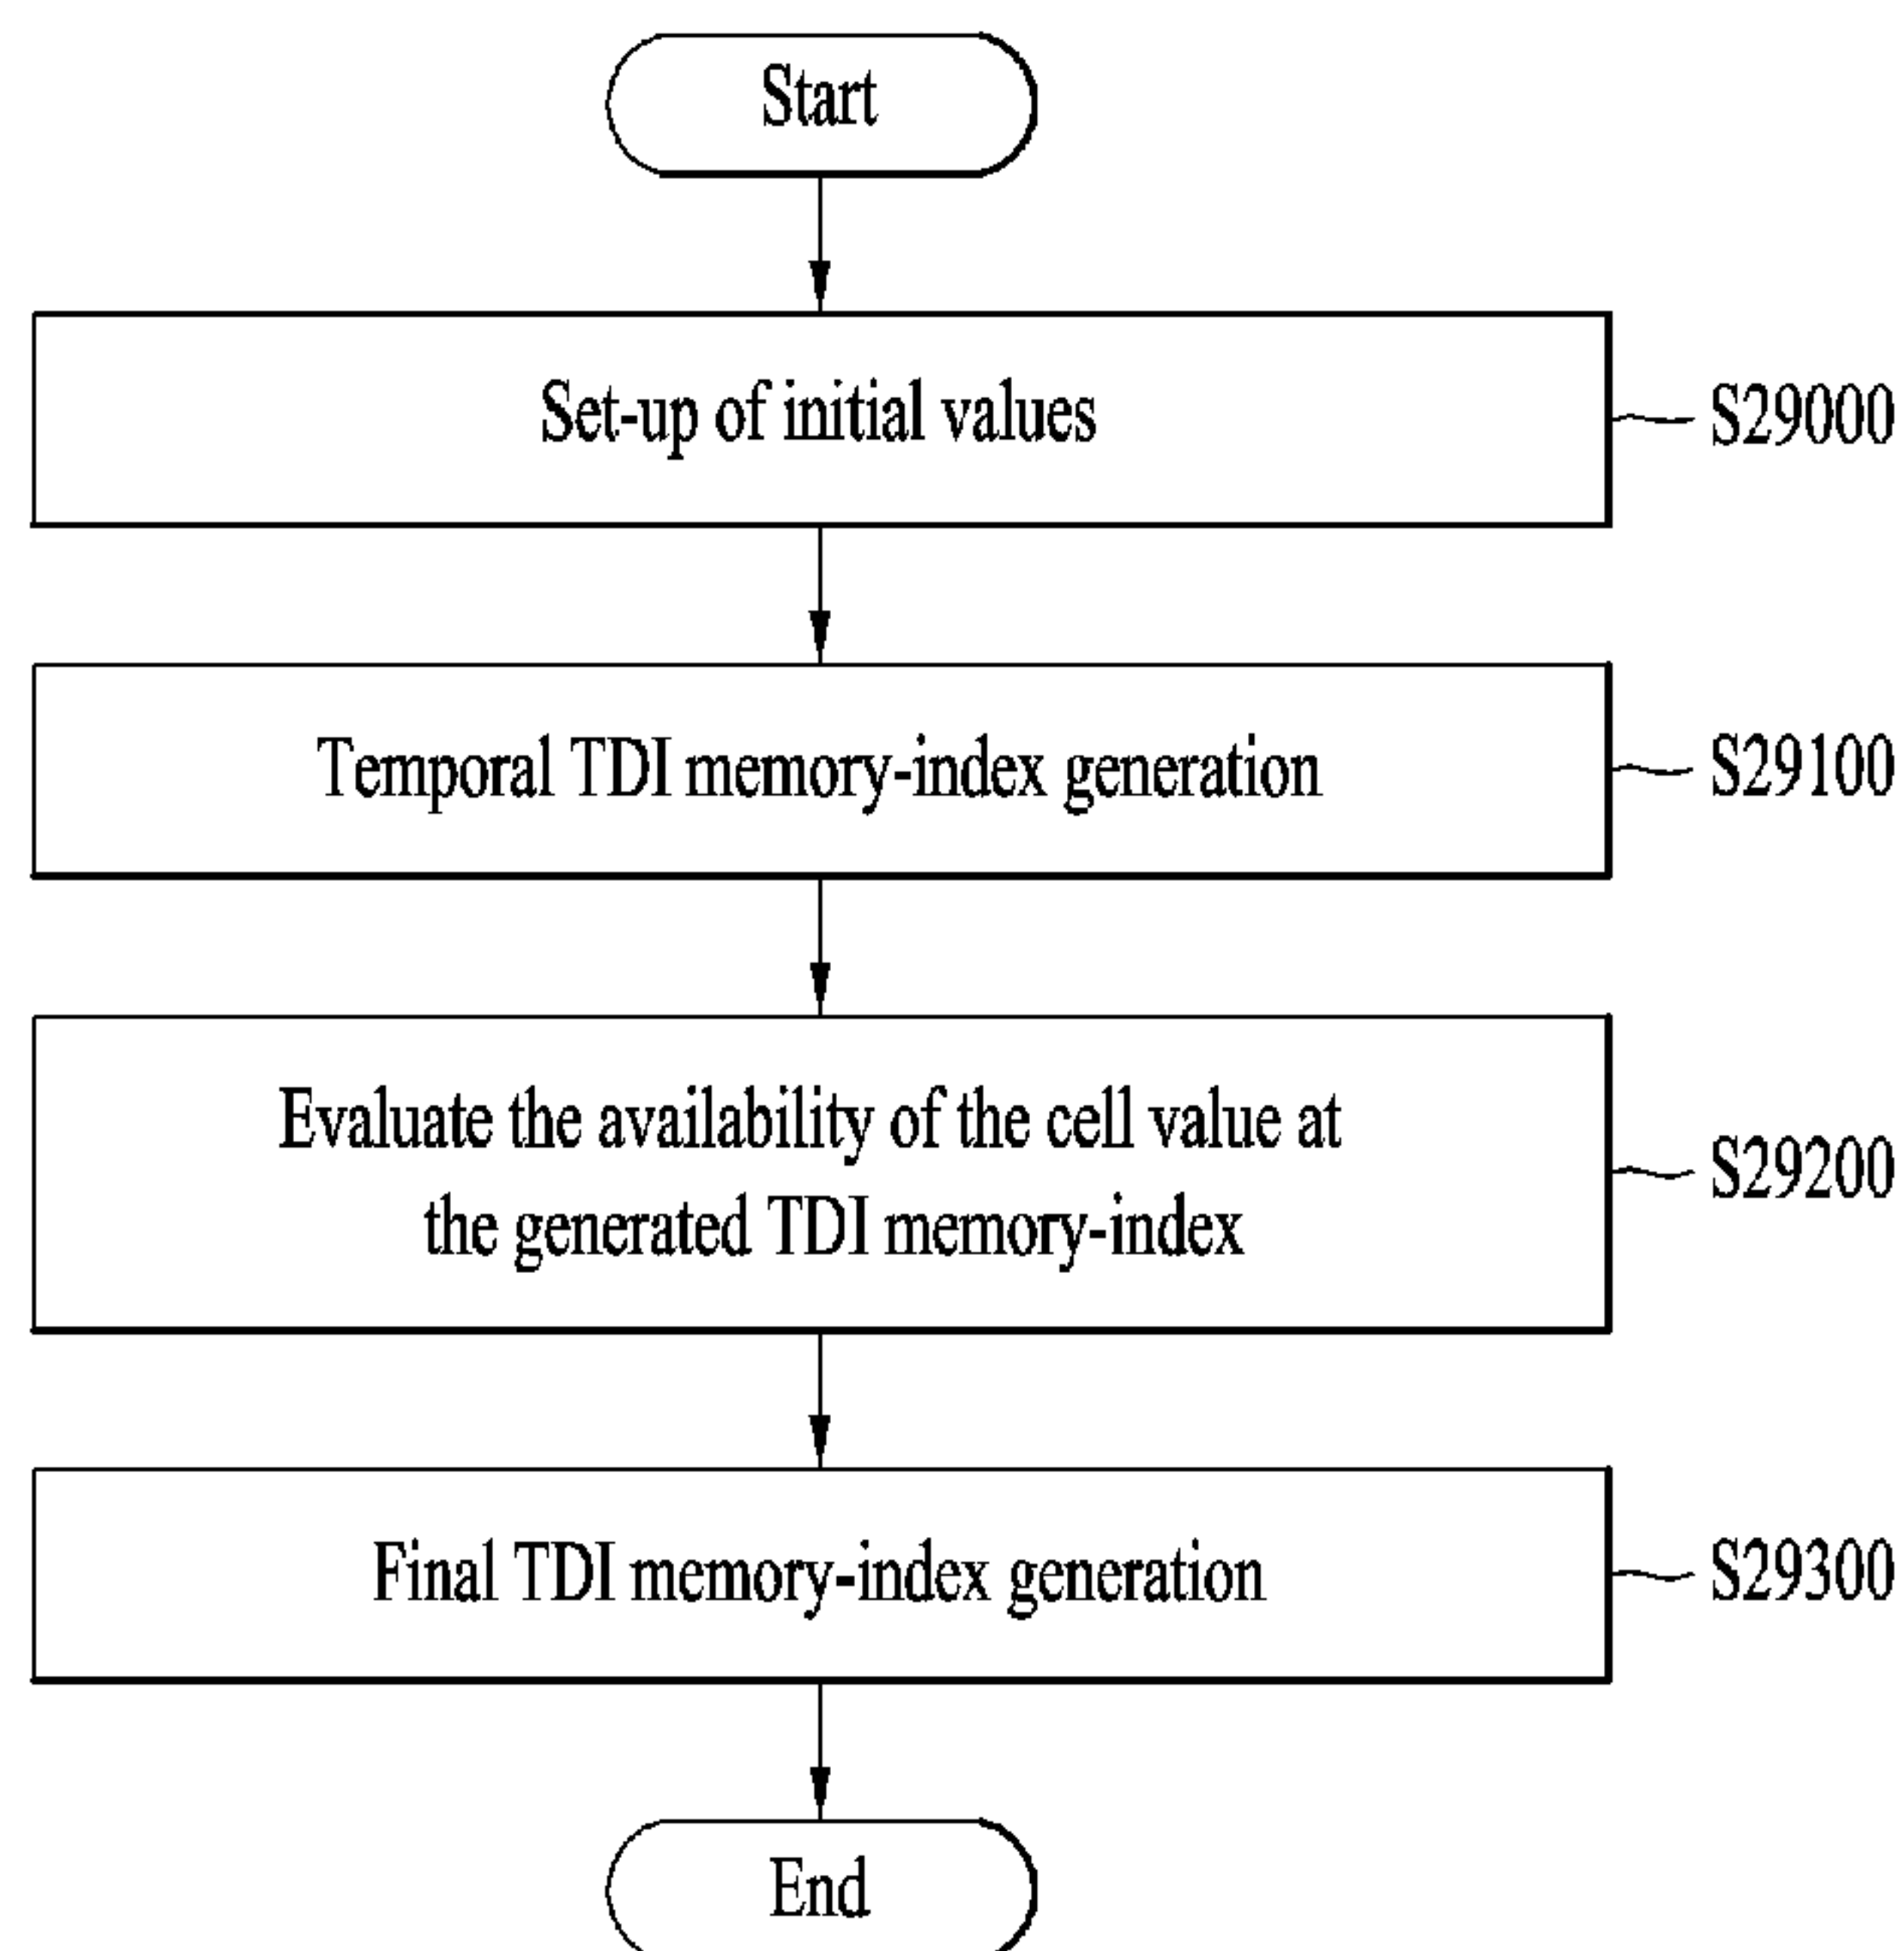 Start
Set-up of initial values
S29000
Temporal TDI memory-index generation
S29100
Evaluate the availability of the cell value at
the generated TDI memory-index
S29200
Final TDI memory-index generation
S29300
End